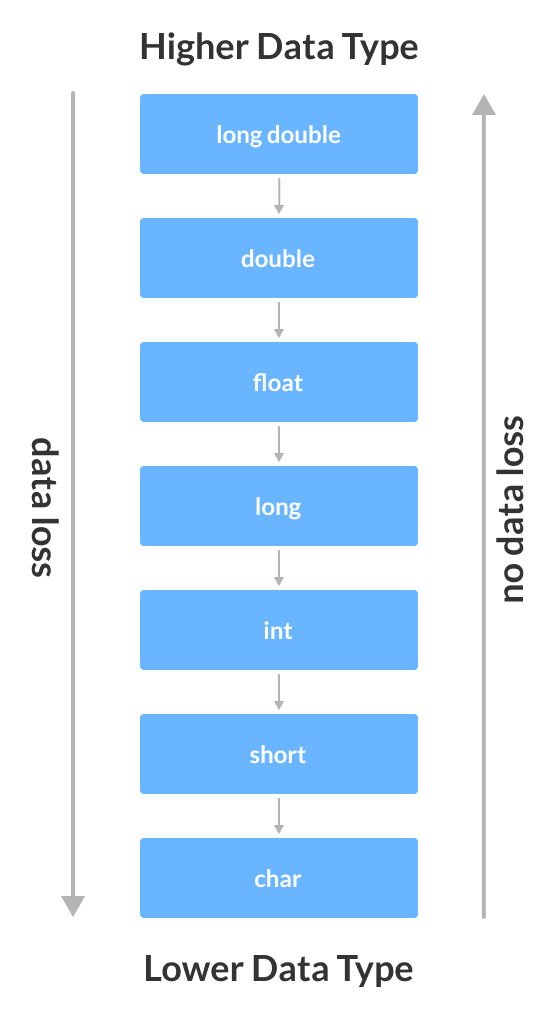 Higher Data Type
long double
double
float
long
int
short
char
data loss
no data loss
Lower Data Type